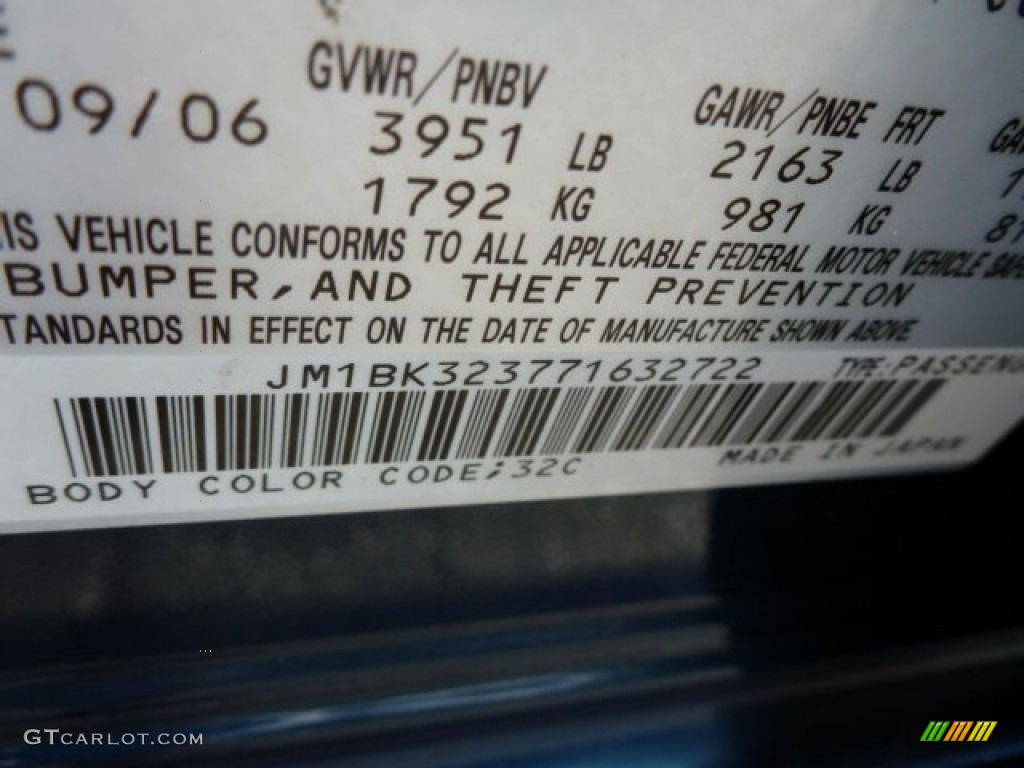 GVWR/PNBV GAWR/PNBE FRT
09/06 3951 LB 2163 LB
1792 KG 981 KG
IS VEHICLE CONFORMS TO ALL APPLICABLE FEDERAL MOTOR VEHICLE
BUMPER, AND THEFT PREVENTION
TANDARDS IN EFFECT ON THE DATE OF MANUFACTURE SHOWN ABOVE
JM1BK323771632722 TYPE:PASSENG
BODY COLOR CODE;32C MADE IN JAPAN
GTCARLOT.COM